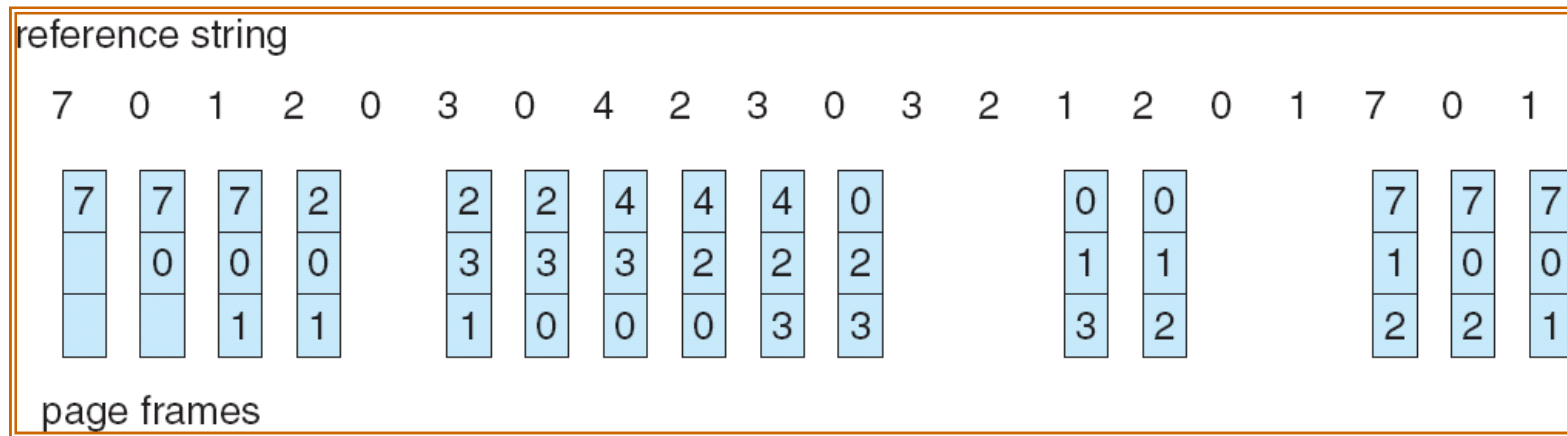 reference string
7 0 1 2 0 3 0 4 2 3 0 3 2 1 2 0 1 7 0 1
7 7 7 2 2 2 4 4 4 0 0 0 7 7 7
0 0 0 3 3 3 2 2 2 1 1 1 0 0
1 1 1 0 0 0 3 3 3 2 2 2 1
page frames